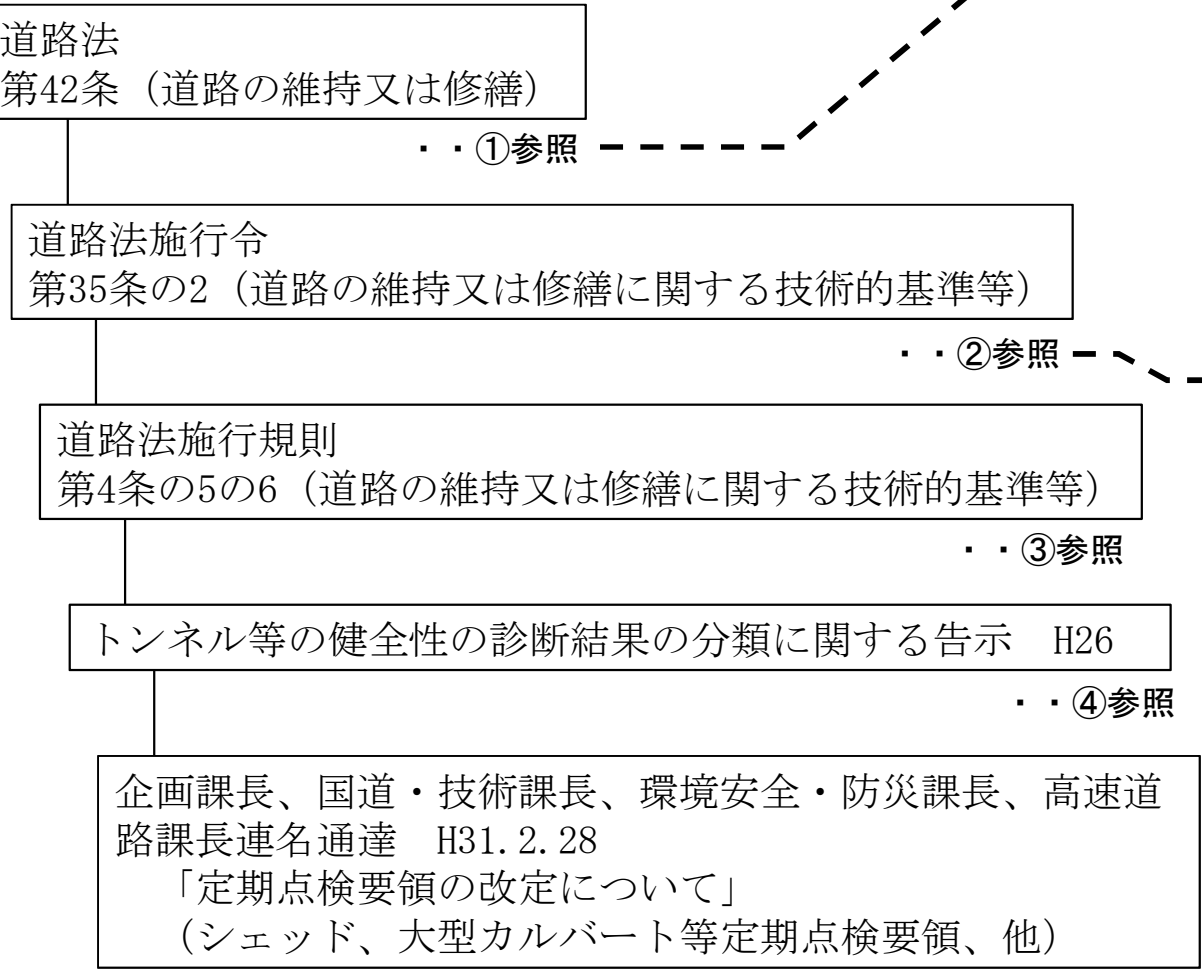 道路法
第42条（道路の維持又は修繕）
・・①参照
道路法施行令
第35条の2（道路の維持又は修繕に関する技術的基準等）
・・②参照
道路法施行規則
第4条の5の6（道路の維持又は修繕に関する技術的基準等）
・・③参照
トンネル等の健全性の診断結果の分類に関する告示　H26
・・④参照
企画課長、国道・技術課長、環境安全・防災課長、高速道
路課長連名通達　H31.2.28
「定期点検要領の改定について」
（シェッド、大型カルバート等定期点検要領、他）